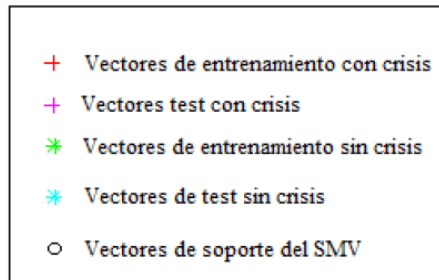 Vectores de entrenamiento con crisis
Vectores test con crisis
Vectores de entrenamiento sin crisis
Vectores de test sin crisis
Vectores de soporte del SMV